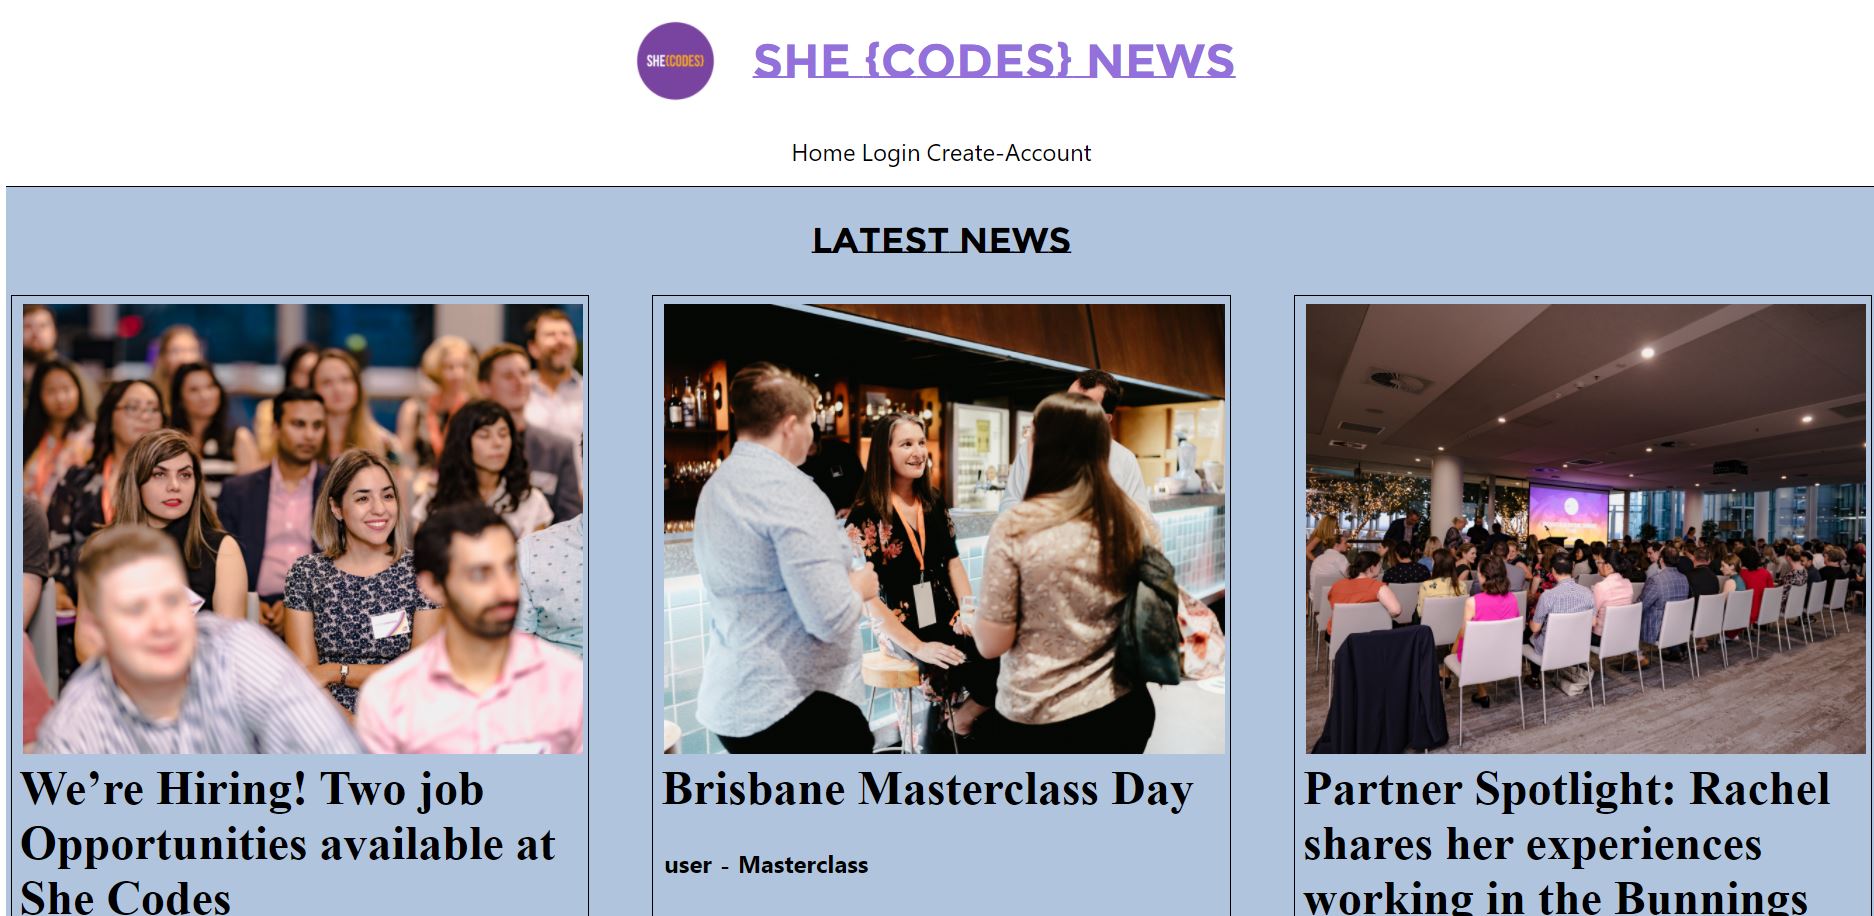 SHE{CODES}
SHE {CODES} NEWS
Home Login Create-Account
LATEST NEWS
We’re Hiring! Two job
Opportunities available at
She Codes
Brisbane Masterclass Day
user - Masterclass
Partner Spotlight: Rachel
shares her experiences
working in the Bunnings